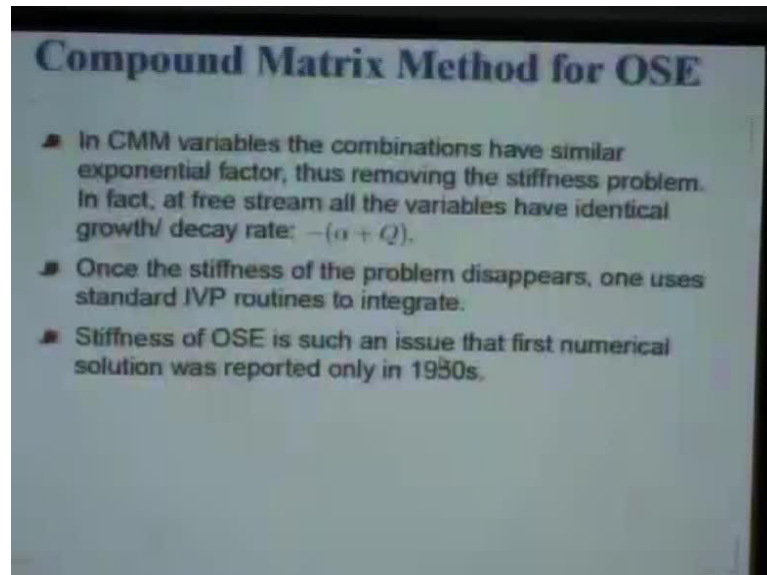 Compound Matrix Method for OSE
In CMM variables the combinations have similar
exponential factor, thus removing the stiffness problem.
In fact, at free stream all the variables have identical
growth/ decay rate: −(α + Q).
Once the stiffness of the problem disappears, one uses
standard IVP routines to integrate.
Stiffness of OSE is such an issue that first numerical
solution was reported only in 1950s.